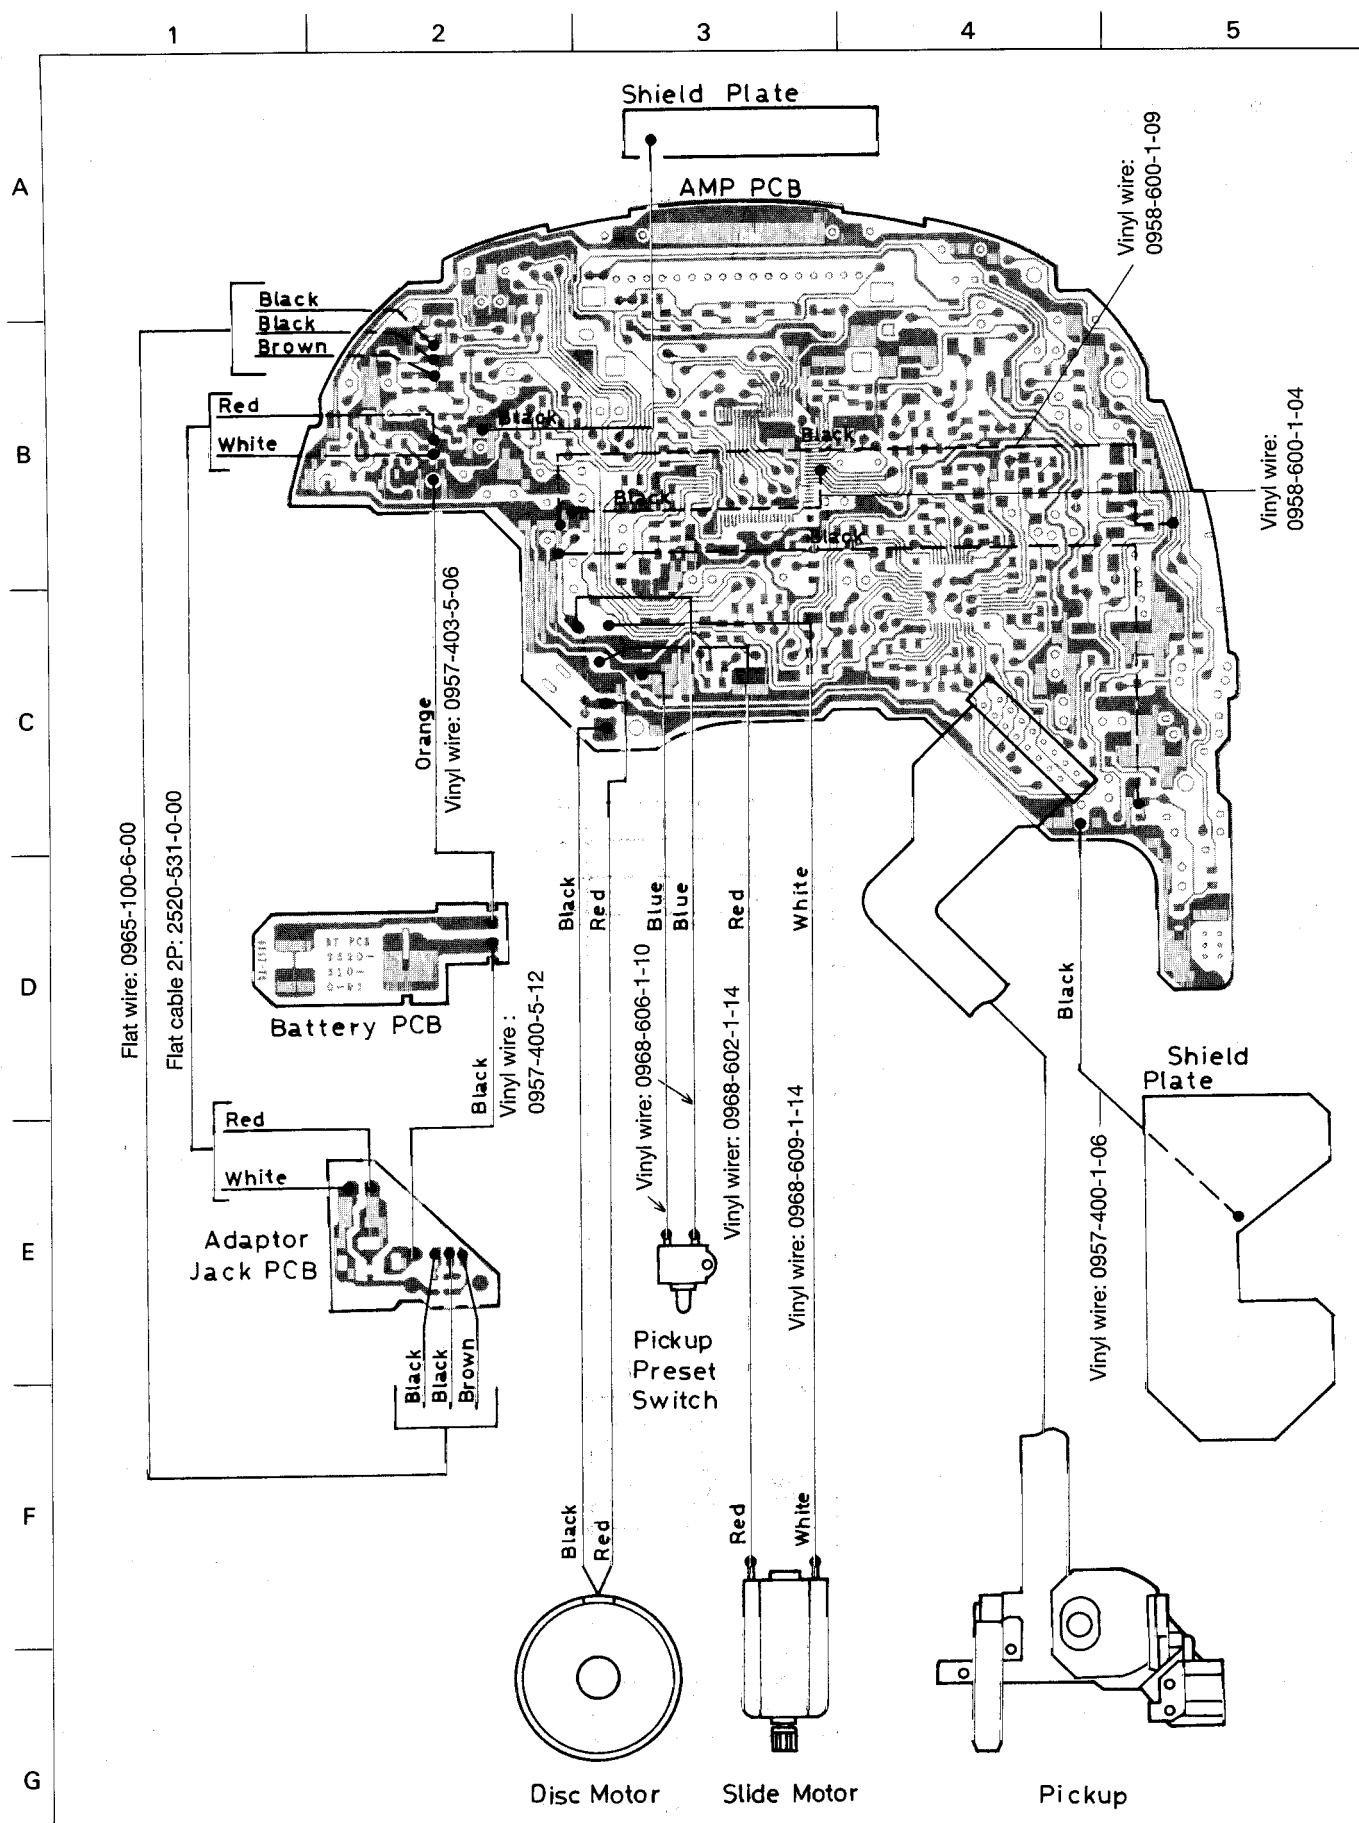 1 2 3 4 5
Shield Plate
A
AMP PCB
Vinyl wire:
0958-600-1-09
Black
Black
Brown
Red
White
B
Black
Black
Black
Black
Vinyl wire:
0958-600-1-04
C
Orange
Vinyl wire: 0957-403-5-06
Flat wire: 0965-100-6-00
Flat cable 2P: 2520-531-0-00
Black
Red
Blue
Blue
Red
White
D
BT PCB
Battery PCB
Black
Vinyl wire :
0957-400-5-12
Vinyl wire: 0968-606-1-10
Vinyl wirer: 0968-602-1-14
Vinyl wire: 0968-609-1-14
Black
Shield
Plate
Vinyl wire: 0957-400-1-06
Red
White
E
Adaptor
Jack PCB
Pickup
Preset
Switch
Black
Black
Brown
F
Black
Red
Red
White
G
Disc Motor
Slide Motor
Pickup